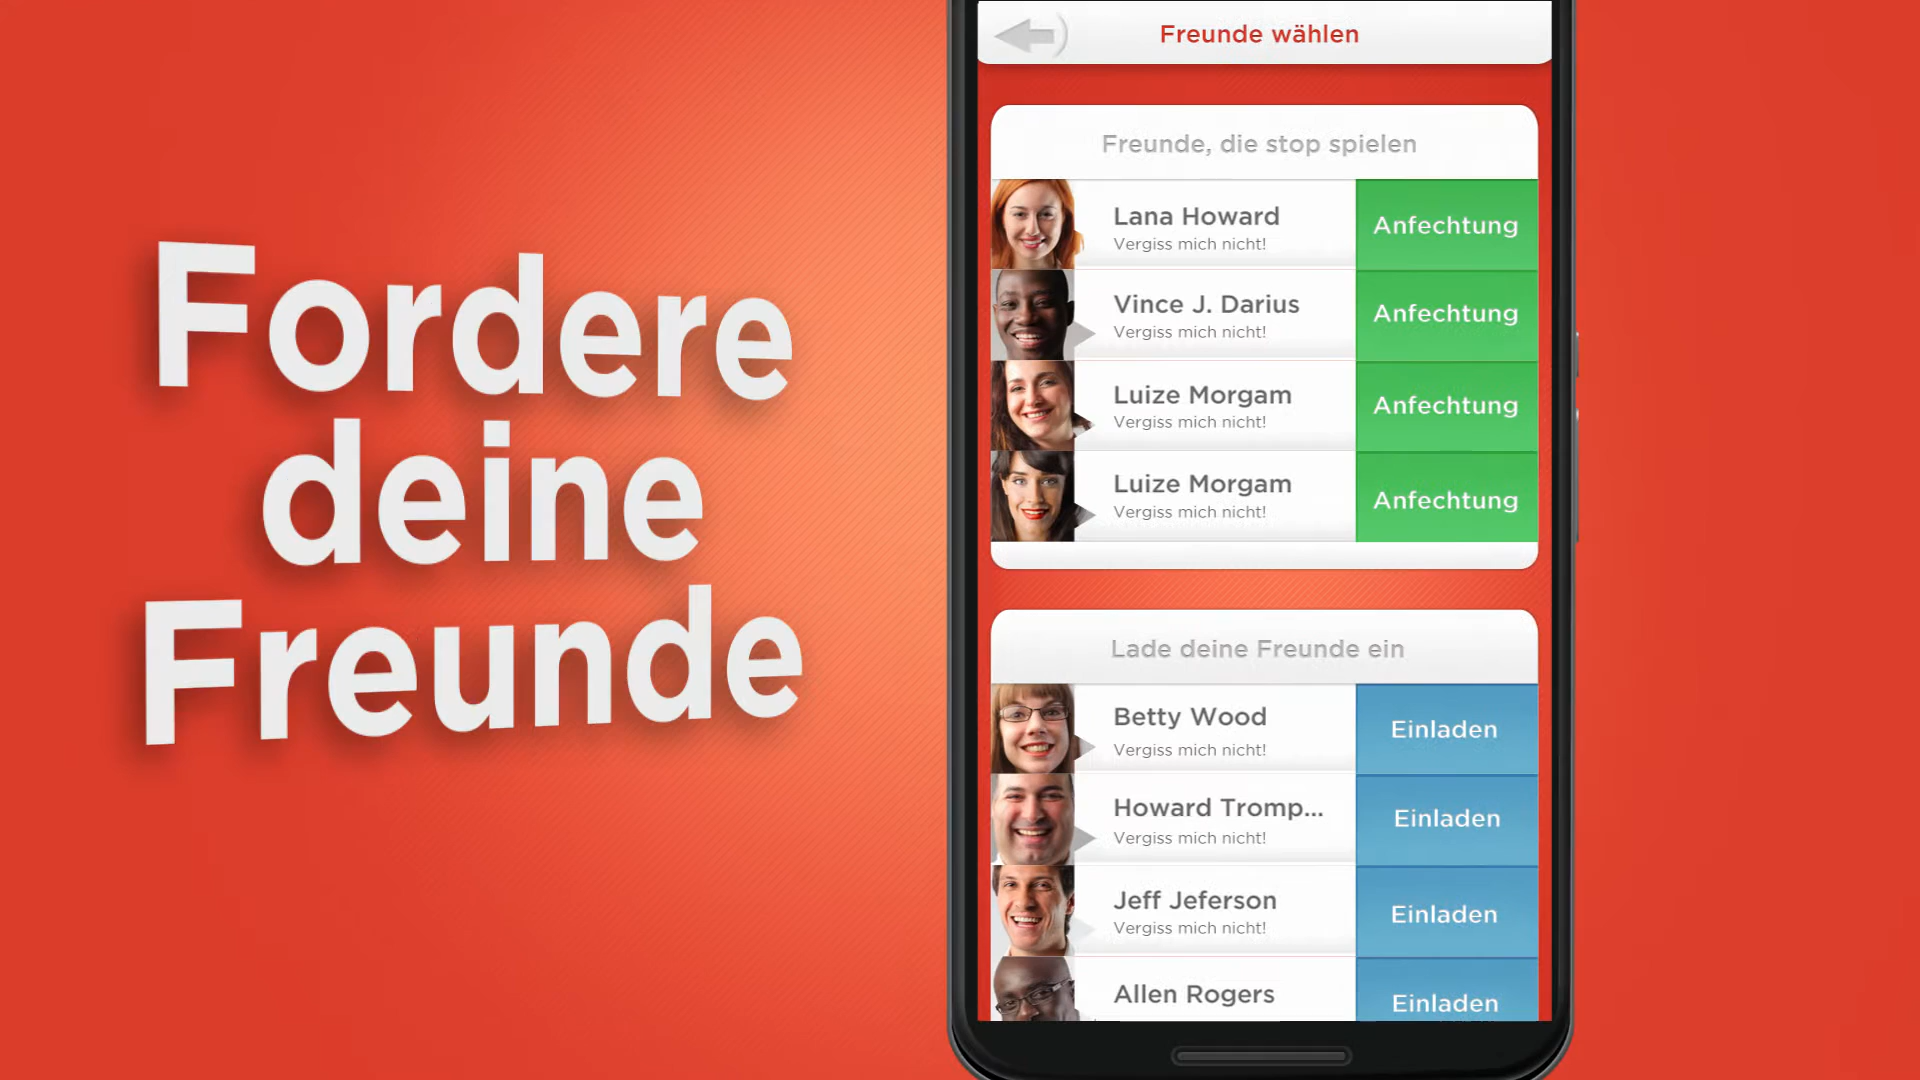 Fordere
deine
Freunde
Freunde wählen
Freunde, die stop spielen
Lana Howard
Vergiss mich nicht!
Anfechtung
Vince J. Darius
Vergiss mich nicht!
Anfechtung
Luize Morgam
Vergiss mich nicht!
Anfechtung
Luize Morgam
Vergiss mich nicht!
Anfechtung
Lade deine Freunde ein
Betty Wood
Vergiss mich nicht!
Einladen
Howard Tromp...
Vergiss mich nicht!
Einladen
Jeff Jeferson
Vergiss mich nicht!
Einladen
Allen Rogers
Einladen